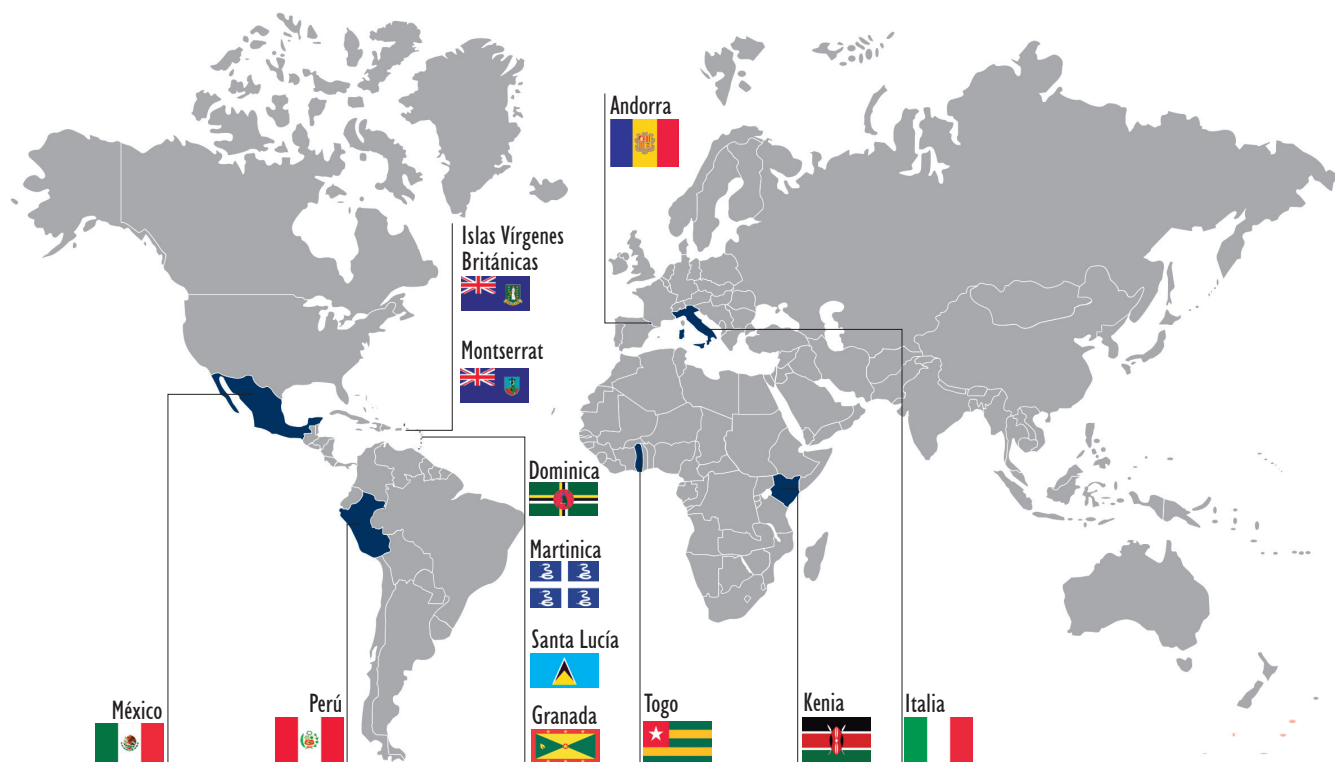 Andorra
Islas Vírgenes
Británicas
Montserrat
Dominica
Martinica
Santa Lucía
México
Perú
Granada
Togo
Kenia
Italia